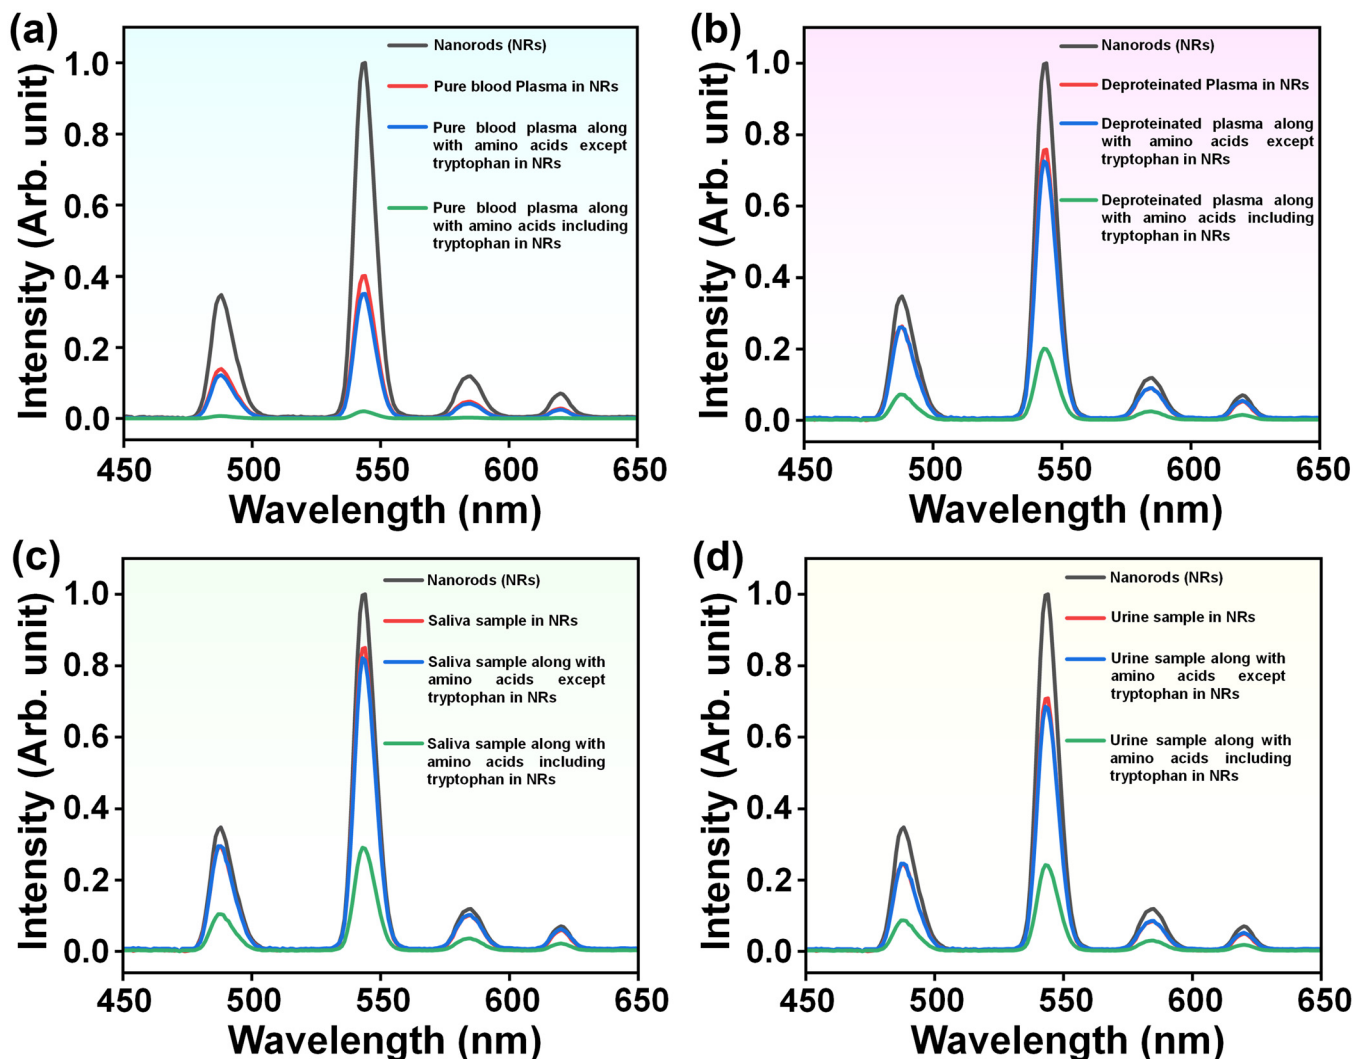 (a)
Intensity (Arb. unit)
1.0
0.8
0.6
0.4
0.2
0.0
450
500
550
600
650
Wavelength (nm)
Nanorods (NRs)
Pure blood Plasma in NRs
Pure blood plasma along
with amino acids except
tryptophan in NRs
Pure blood plasma along
with amino acids including
tryptophan in NRs
(b)
Intensity (Arb. unit)
1.0
0.8
0.6
0.4
0.2
0.0
450
500
550
600
650
Wavelength (nm)
Nanorods (NRs)
Deproteinated Plasma in NRs
Deproteinated plasma along
with amino acids except
tryptophan in NRs
Deproteinated plasma along
with amino acids including
tryptophan in NRs
(c)
Intensity (Arb. unit)
1.0
0.8
0.6
0.4
0.2
0.0
450
500
550
600
650
Wavelength (nm)
Nanorods (NRs)
Saliva sample in NRs
Saliva sample along with
amino acids except
tryptophan in NRs
Saliva sample along with
amino acids including
tryptophan in NRs
(d)
Intensity (Arb. unit)
1.0
0.8
0.6
0.4
0.2
0.0
450
500
550
600
650
Wavelength (nm)
Nanorods (NRs)
Urine sample in NRs
Urine sample along with
amino acids except
tryptophan in NRs
Urine sample along with
amino acids including
tryptophan in NRs